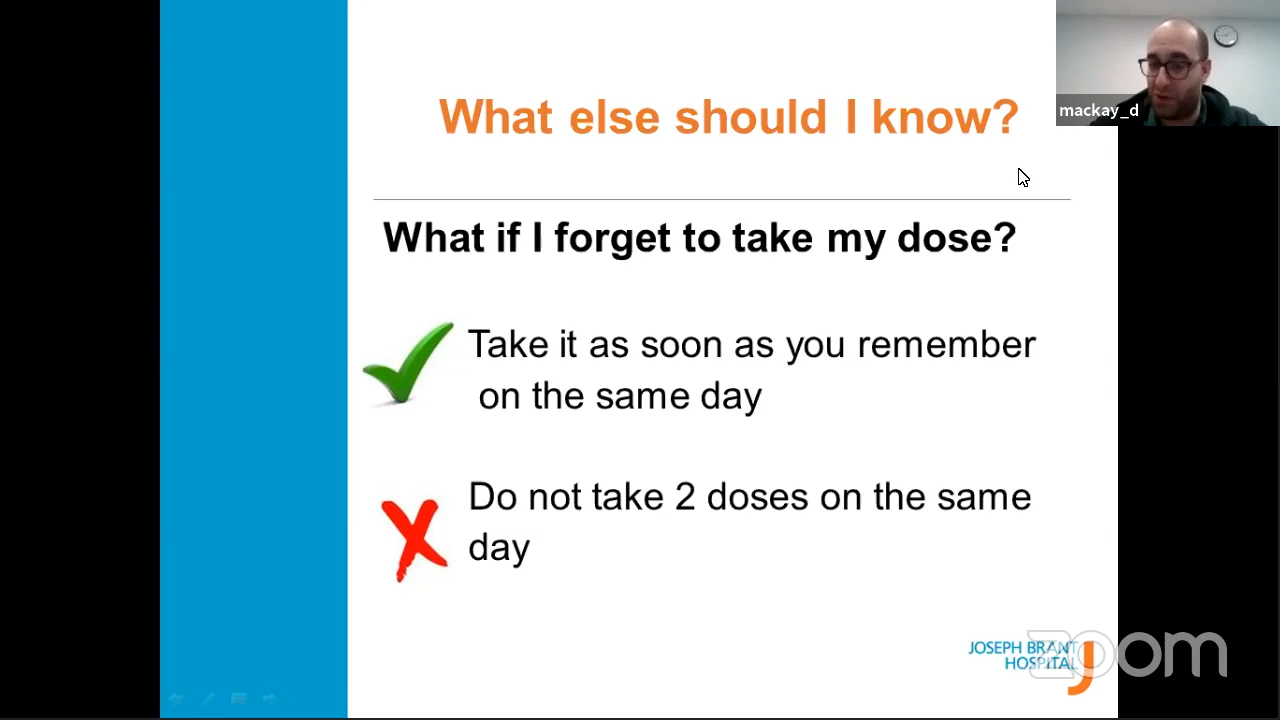 What else should I know?
mackay_d
What if I forget to take my dose?
Take it as soon as you remember
on the same day
Do not take 2 doses on the same
day
JOSEPH BRANT
HOSPITAL
zoom